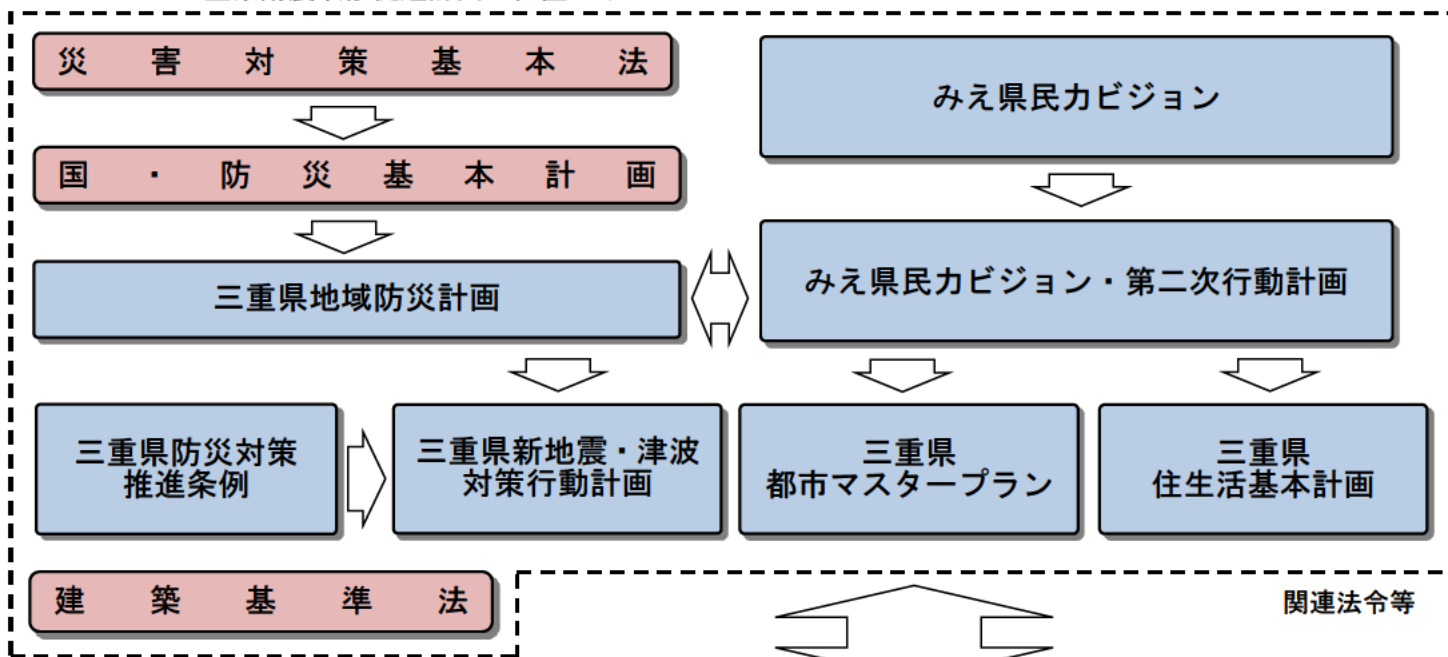 災害対策基本法
国・防災基本計画
三重県地域防災計画
みえ県民力ビジョン
みえ県民力ビジョン・第二次行動計画
三重県防災対策
推進条例
三重県新地震・津波
対策行動計画
三重県
都市マスタープラン
三重県
住生活基本計画
建築基準法
関連法令等